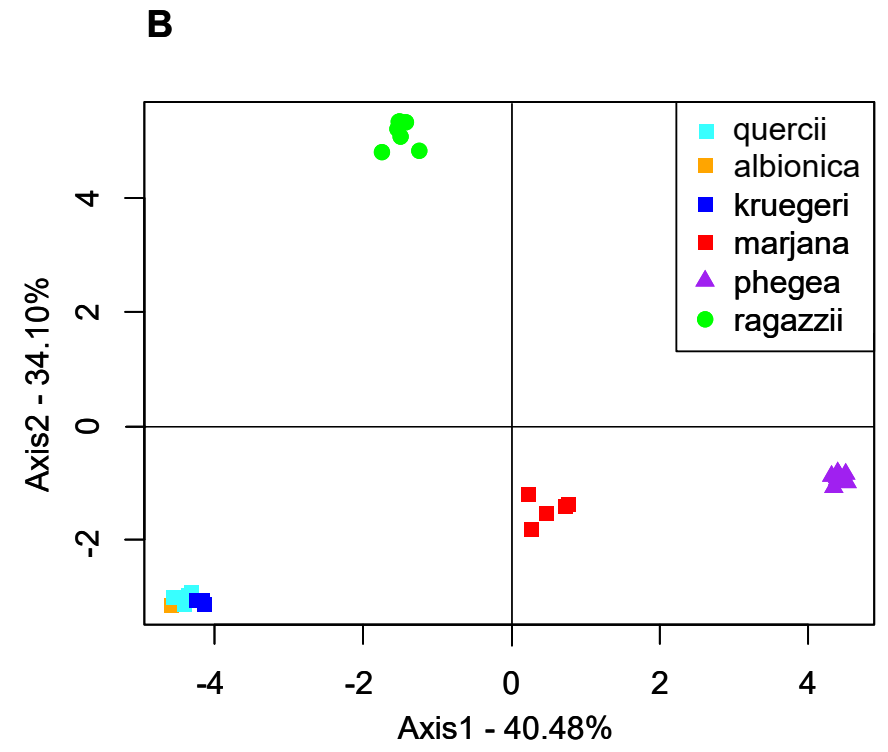 B
quercii
albionica
kruegeri
marjana
phegea
ragazzii
Axis2 - 34.10%
4
2
0
-2
-4
-2
0
2
4
Axis1 - 40.48%